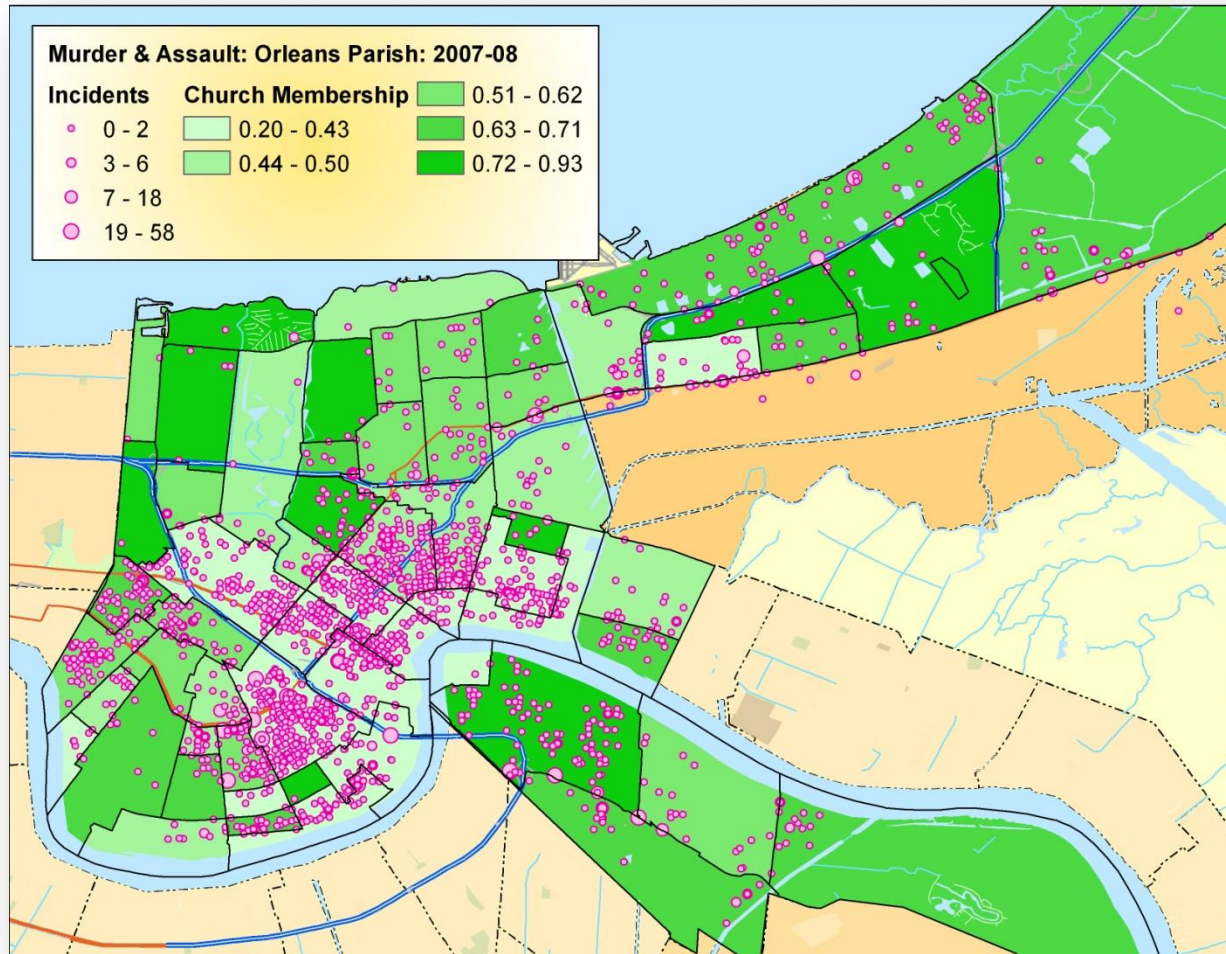 Murder & Assault: Orleans Parish: 2007-08
Incidents
0 - 2
3 - 6
7 - 18
19 - 58
Church Membership
0.20 - 0.43
0.44 - 0.50
0.51 - 0.62
0.63 - 0.71
0.72 - 0.93